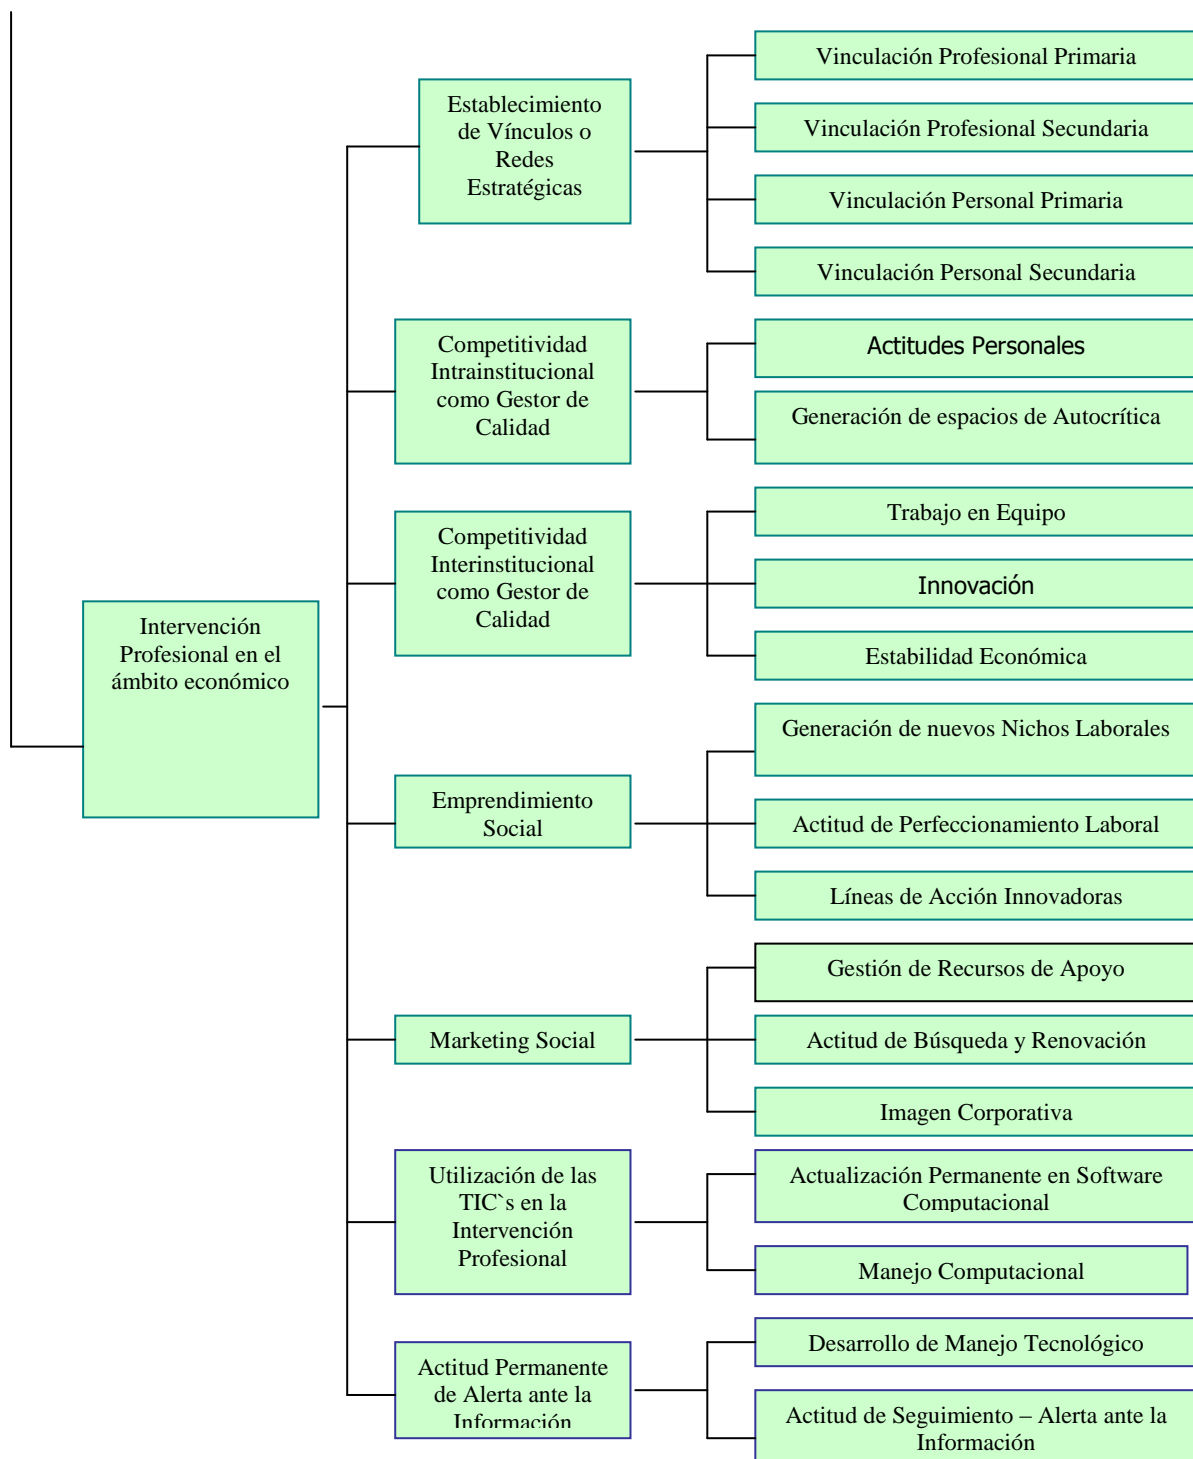 Vinculación Profesional Primaria
Establecimiento
de Vínculos o
Redes
Estratégicas
Vinculación Profesional Secundaria
Vinculación Personal Primaria
Vinculación Personal Secundaria
Competitividad
Intrainstitucional
como Gestor de
Calidad
Actitudes Personales
Generación de espacios de Autocrítica
Competitividad
Interinstitucional
como Gestor de
Calidad
Trabajo en Equipo
Innovación
Estabilidad Económica
Intervención
Profesional en el
ámbito económico
Generación de nuevos Nichos Laborales
Emprendimiento
Social
Actitud de Perfeccionamiento Laboral
Líneas de Acción Innovadoras
Gestión de Recursos de Apoyo
Marketing Social
Actitud de Búsqueda y Renovación
Imagen Corporativa
Utilización de las
TIC`s en la
Intervención
Profesional
Actualización Permanente en Software
Computacional
Manejo Computacional
Actitud Permanente
de Alerta ante la
Información
Desarrollo de Manejo Tecnológico
Actitud de Seguimiento – Alerta ante la
Información